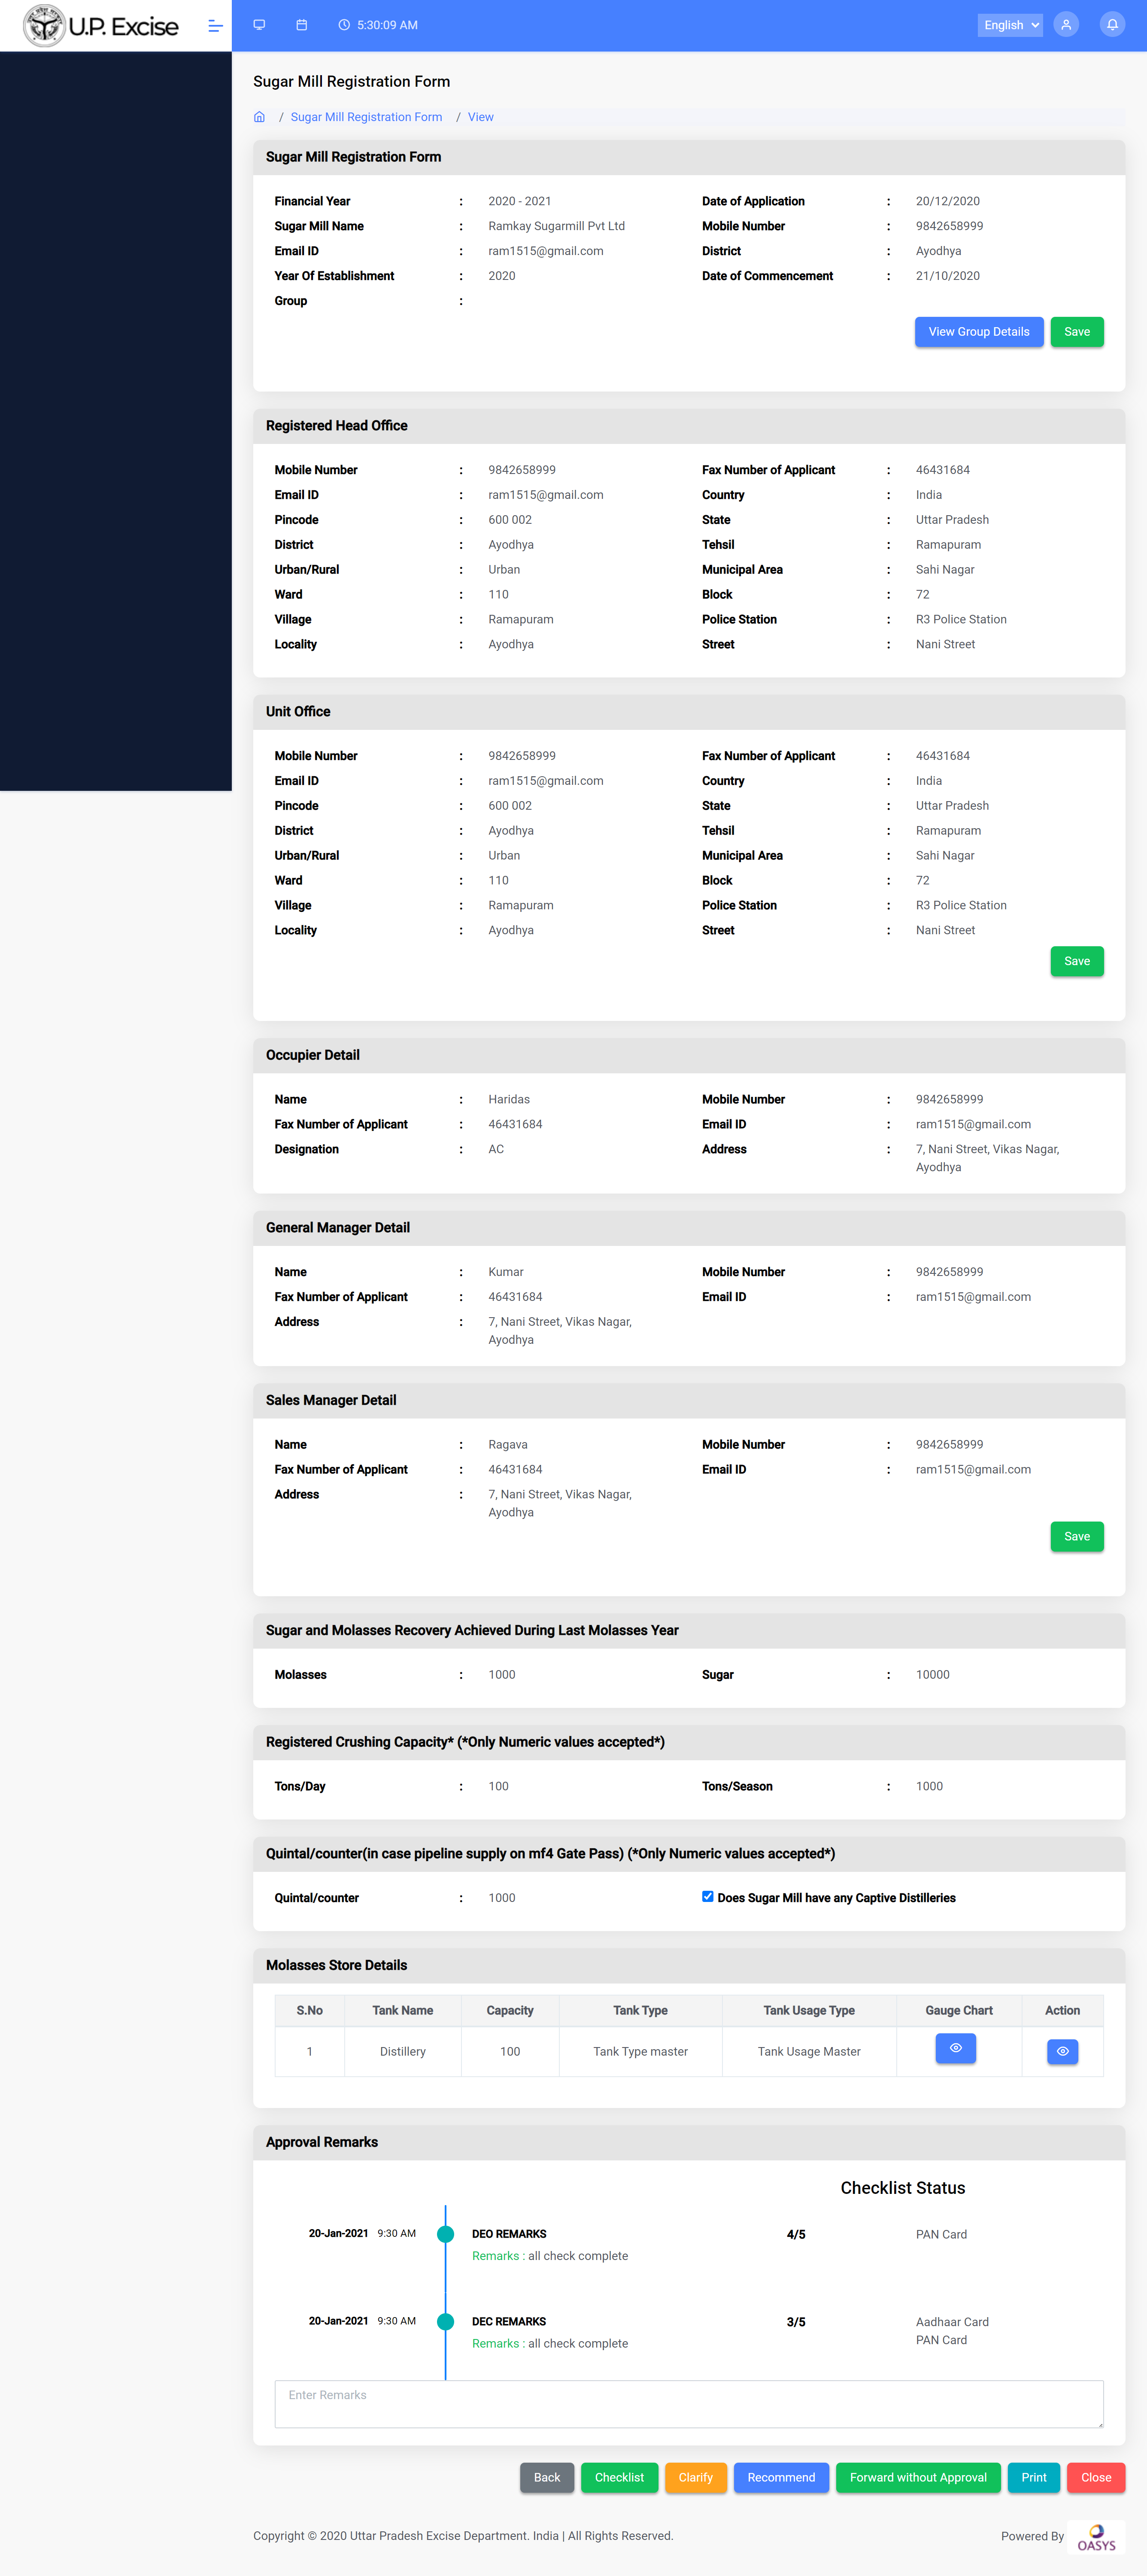 U.P. Excise
5:30:09 AM
English
Sugar Mill Registration Form
/ Sugar Mill Registration Form / View
Sugar Mill Registration Form
Financial Year : 2020 - 2021 Date of Application : 20/12/2020
Sugar Mill Name : Ramkay Sugarmill Pvt Ltd Mobile Number : 9842658999
Email ID : ram1515@gmail.com District : Ayodhya
Year Of Establishment : 2020 Date of Commencement : 21/10/2020
Group :
View Group Details Save
Registered Head Office
Mobile Number : 9842658999 Fax Number of Applicant : 46431684
Email ID : ram1515@gmail.com Country : India
Pincode : 600 002 State : Uttar Pradesh
District : Ayodhya Tehsil : Ramapuram
Urban/Rural : Urban Municipal Area : Sahi Nagar
Ward : 110 Block : 72
Village : Ramapuram Police Station : R3 Police Station
Locality : Ayodhya Street : Nani Street
Unit Office
Mobile Number : 9842658999 Fax Number of Applicant : 46431684
Email ID : ram1515@gmail.com Country : India
Pincode : 600 002 State : Uttar Pradesh
District : Ayodhya Tehsil : Ramapuram
Urban/Rural : Urban Municipal Area : Sahi Nagar
Ward : 110 Block : 72
Village : Ramapuram Police Station : R3 Police Station
Locality : Ayodhya Street : Nani Street
Save
Occupier Detail
Name : Haridas Mobile Number : 9842658999
Fax Number of Applicant : 46431684 Email ID : ram1515@gmail.com
Designation : AC Address : 7, Nani Street, Vikas Nagar,
Ayodhya
General Manager Detail
Name : Kumar Mobile Number : 9842658999
Fax Number of Applicant : 46431684 Email ID : ram1515@gmail.com
Address : 7, Nani Street, Vikas Nagar,
Ayodhya
Sales Manager Detail
Name : Ragava Mobile Number : 9842658999
Fax Number of Applicant : 46431684 Email ID : ram1515@gmail.com
Address : 7, Nani Street, Vikas Nagar,
Ayodhya
Save
Sugar and Molasses Recovery Achieved During Last Molasses Year
Molasses : 1000 Sugar : 10000
Registered Crushing Capacity* (*Only Numeric values accepted*)
Tons/Day : 100 Tons/Season : 1000
Quintal/counter(in case pipeline supply on mf4 Gate Pass) (*Only Numeric values accepted*)
Quintal/counter : 1000 Does Sugar Mill have any Captive Distilleries
Molasses Store Details
S.No Tank Name Capacity Tank Type Tank Usage Type Gauge Chart Action
1 Distillery 100 Tank Type master Tank Usage Master
Approval Remarks
Checklist Status
20-Jan-2021 9:30 AM DEO REMARKS 4/5 PAN Card
Remarks : all check complete
20-Jan-2021 9:30 AM DEC REMARKS 3/5 Aadhaar Card
PAN Card
Remarks : all check complete
Enter Remarks
Back Checklist Clarify Recommend Forward without Approval Print Close
Copyright © 2020 Uttar Pradesh Excise Department. India | All Rights Reserved. Powered By OASYS